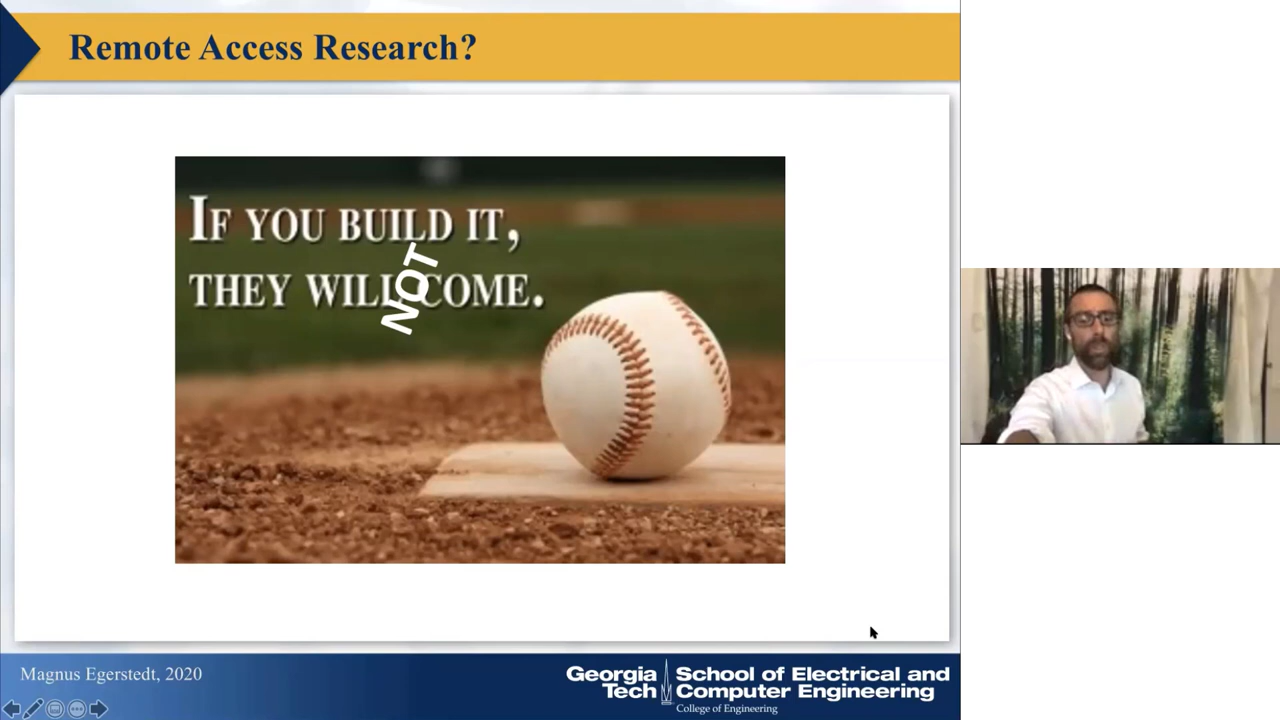 Remote Access Research?
IF YOU BUILD IT,
NOT
THEY WILL COME.
Magnus Egerstedt, 2020
Georgia Tech
School of Electrical and
Computer Engineering
College of Engineering